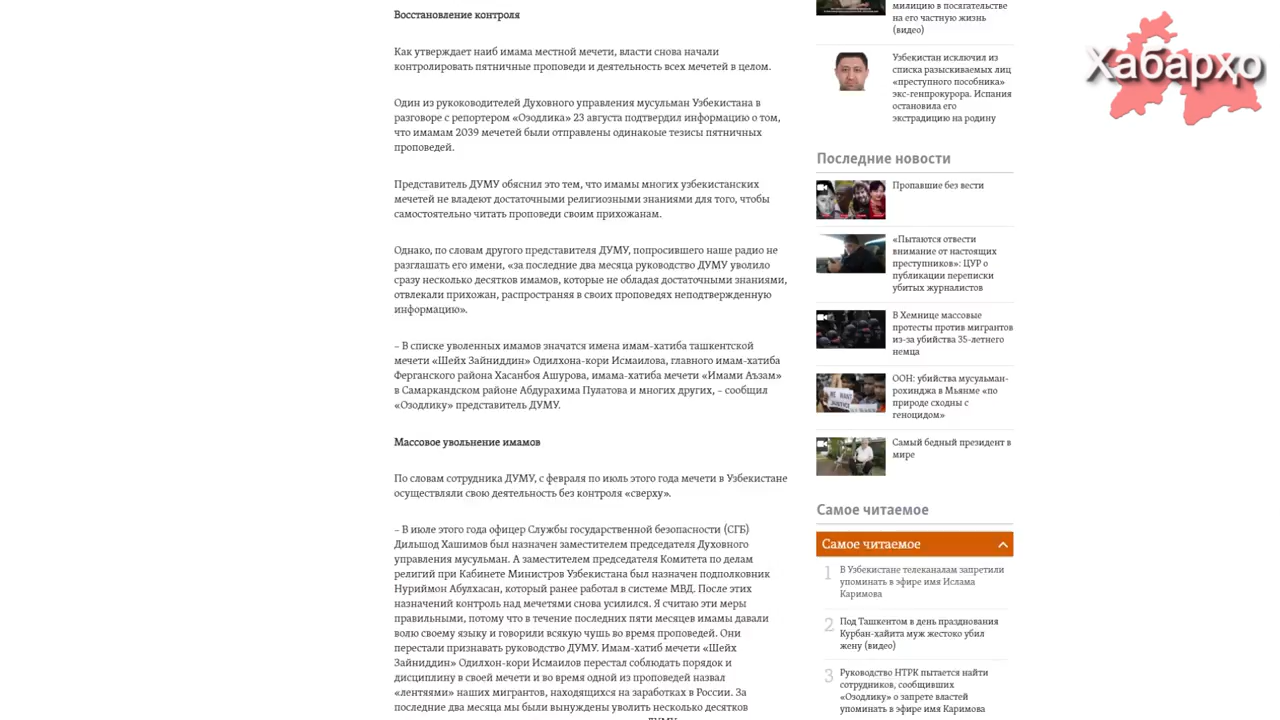 Восстановление контроля
Как утверждает наиб имама местной мечети, власти снова начали
контролировать пятничные проповеди и деятельность всех мечетей в целом.
Один из рукоководителей Духовного управления мусульман Узбекистана в
разговоре с репортером «Озодлика» 23 августа подтвердил информацию о том,
что имамам 2039 мечетей были отправлены одинакоые тезисы пятничных
проповедей.
Представитель ДУМУ обяснил это тем, что имамы многих узбекистанских
мечетей не владеют достаточными религиозными знаниями для того, чтобы
самостоятельно читать проповеди своим прихожанам.
Однако, по словам другого представителя ДУМУ, попросившего наше радио не
разглашать его имени, «за последние два месяца руководство ДУМУ уволило
сразу несколько десятков имамов, которые не обладая достаточными знаниями,
отвлекали прихожан, распространяя в своих проповедях неподтвержденную
информацию».
– В списке уволенных имамов значатся имена имам-хатиба ташкентской
мечети «Шейх Зайниддин» Одилхона-кори Исмаилова, главного имам-хатиба
Ферганского района Хасанбоя Ашурова, имама-хатиба мечети «Имами Аъзам»
в Самаркандском районе Абдурахима Пулатова и многих других, – сообщил
«Озодлику» представитель ДУМУ.
Массовое увольнение имамов
По словам сотрудника ДУМУ, с февраля по июль этого года мечети в Узбекистане
осуществляли свою деятельность без контроля «сверху».
– В июле этого года офицер Службы государственной безопасности (СГБ)
Дильшод Хашимов был назначен заместителем председателя Духовного
управления мусульман. А заместителем председателя Комитета по делам
религий при Кабинете Министров Узбекистана был назначен подполковник
Нуриймон Абулхасан, который ранее работал в системе МВД. После этих
назначений контроль над мечетями снова усилился. Я считаю эти меры
правильными, потому что в течение последних пяти месяцев имамы давали
волю своему языку и говорили всякую чушь во время проповедей. Они
перестали признавать руководство ДУМУ. Имам-хатиб мечети «Шейх
Зайниддин» Одилхон-кори Исмаилов перестал соблюдать порядок и
дисциплину в своей мечети и во время одной из проповедей назвал
«лентяями» наших мигрантов, находящихся на заработках в России. За
последние два месяца мы были вынуждены уволить несколько десятков
милицию в посягательстве
на его частную жизнь
(видео)
Узбекистан исключил из
списка разыскиваемых лиц
«преступного пособника»
экс-генпрокурора. Испания
остановила его
экстрадицию на родину
Последние новости
Пропавшие без вести
«Пытаются отвести
внимание от настоящих
преступников»: ЦУР о
публикации переписки
убитых журналистов
В Хемнице массовые
протесты против мигрантов
из-за убийства 35-летнего
немца
ООН: убийства мусульман-
рохинджа в Мьянме «по
природе сходны с
геноцидом»
Самый бедный президент в
мире
Самое читаемое
Самое читаемое
1 В Узбекистане телеканалам запретили
упоминать в эфире имя Ислама
Каримова
2 Под Ташкентом в день празднования
Курбан-хайита муж жестоко убил
жену (видео)
3 Руководство НТРК пытается найти
сотрудников, сообщивших
«Озодлику» о запрете властей
упоминать в эфире имя Каримова
Хабарҳо